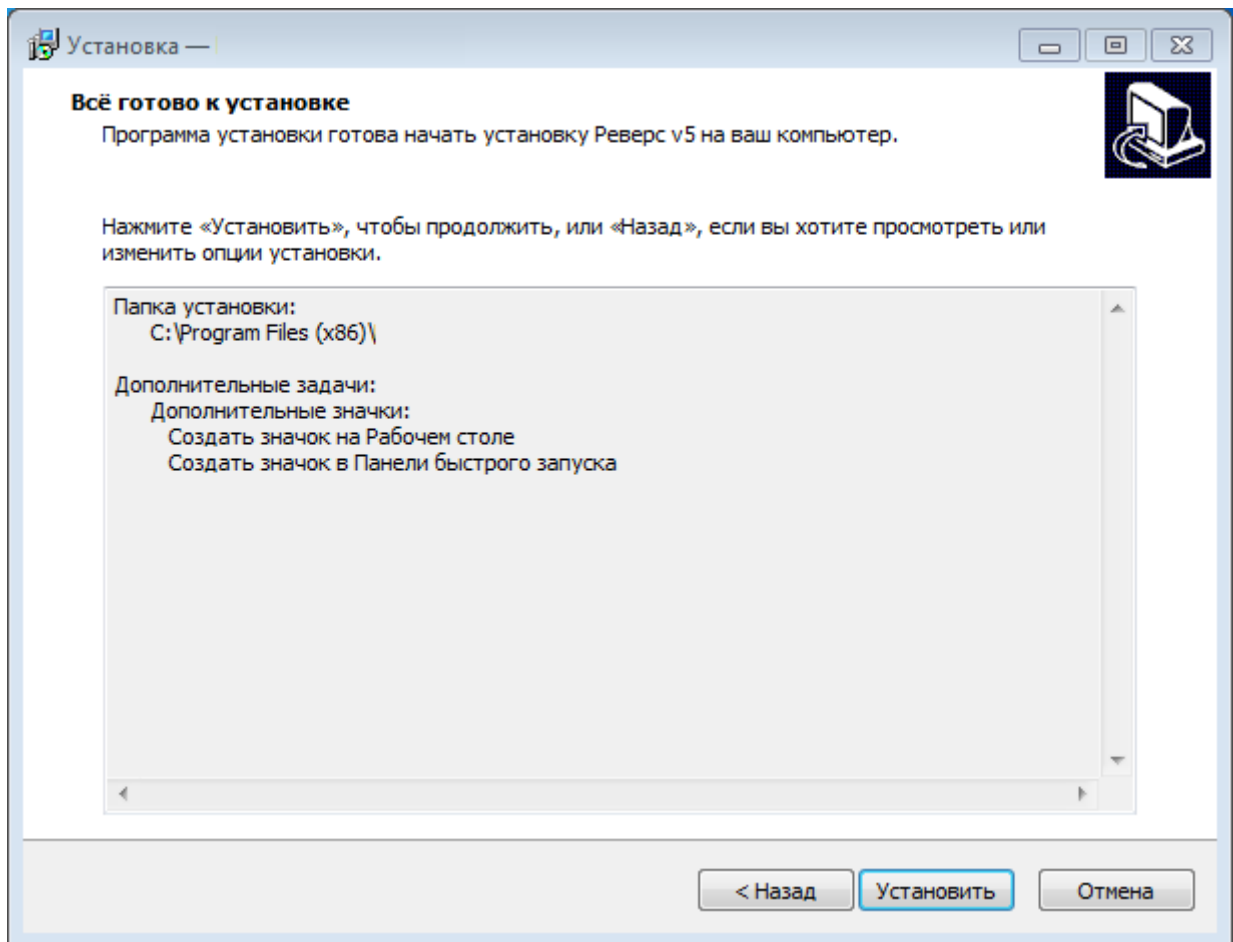 Установка —
Всё готово к установке
Программа установки готова начать установку Реверс v5 на ваш компьютер.
Нажмите «Установить», чтобы продолжить, или «Назад», если вы хотите просмотреть или
изменить опции установки.
Папка установки:
C:\Program Files (x86)\
Дополнительные задачи:
Дополнительные значки:
Создать значок на Рабочем столе
Создать значок в Панели быстрого запуска
< Назад
Установить
Отмена